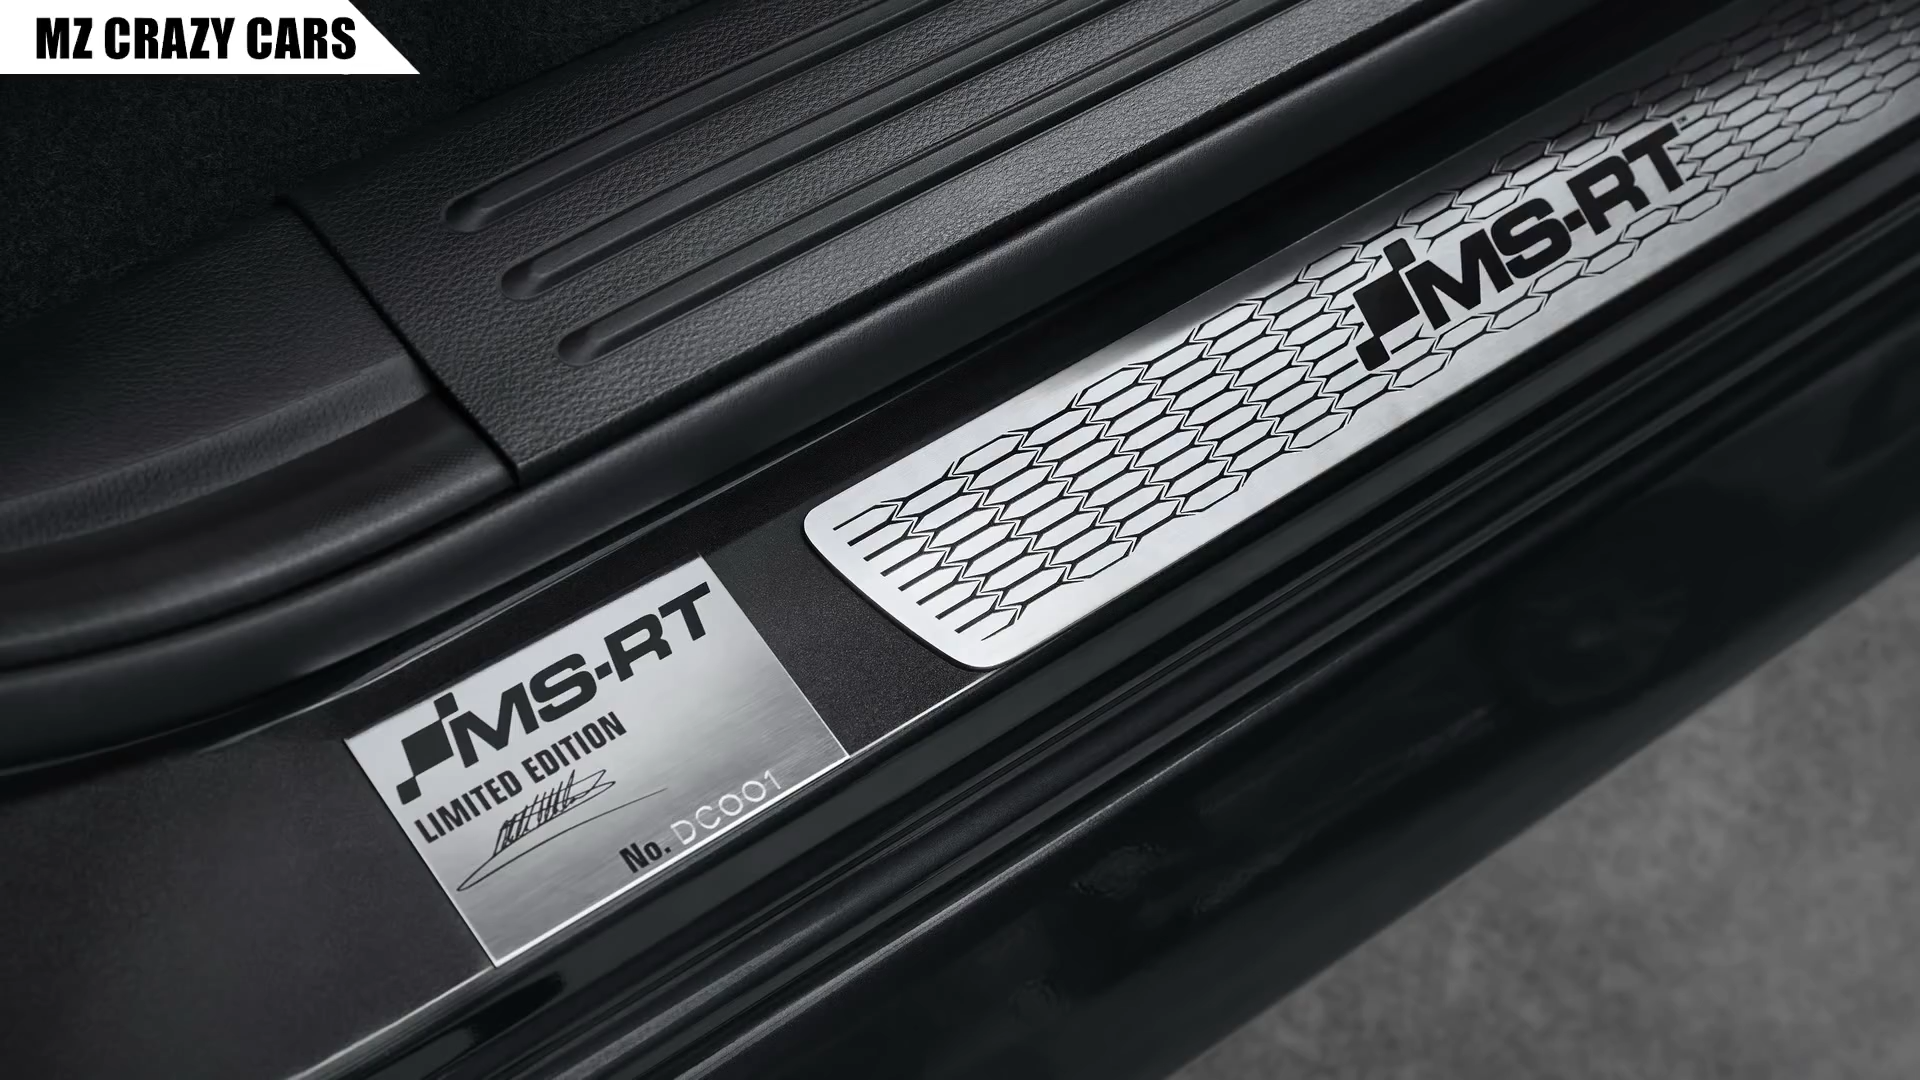 MZ CRAZY CARS
MS-RT
MS-RT
LIMITED EDITION
No. DC001